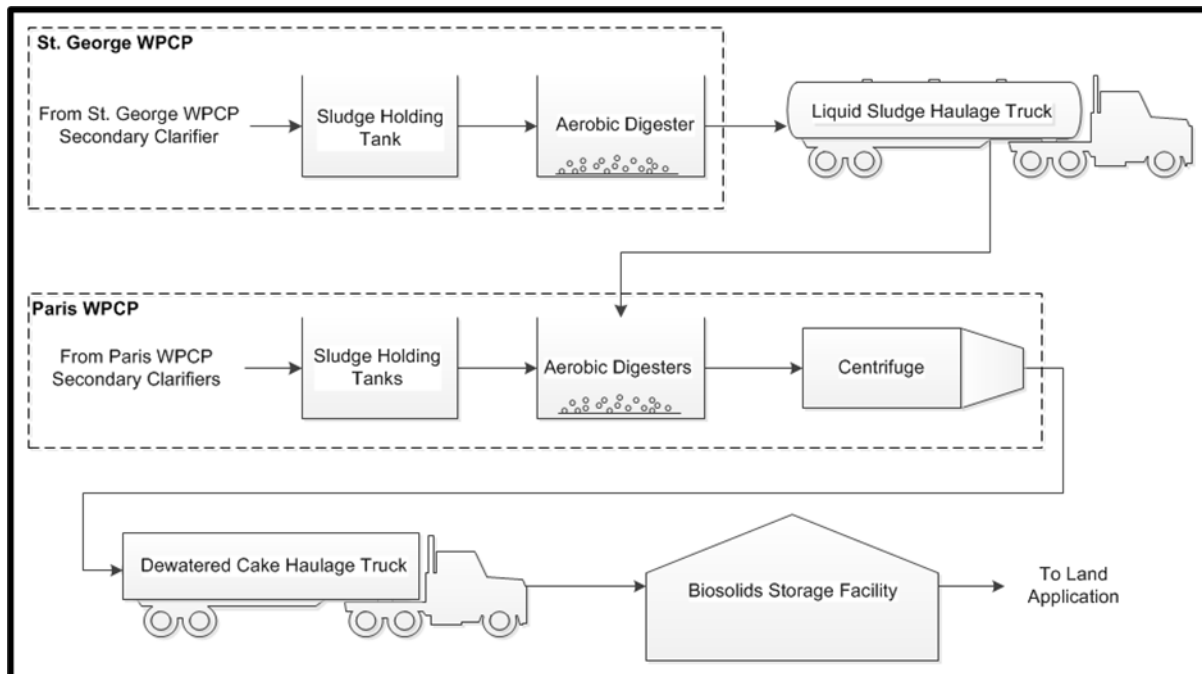 St. George WPCP
From St. George WPCP
Secondary Clarifier
Sludge Holding
Tank
Aerobic Digester
Liquid Sludge Haulage Truck
Paris WPCP
From Paris WPCP
Secondary Clarifiers
Sludge Holding
Tanks
Aerobic Digesters
Centrifuge
Dewatered Cake Haulage Truck
Biosolids Storage Facility
To Land
Application